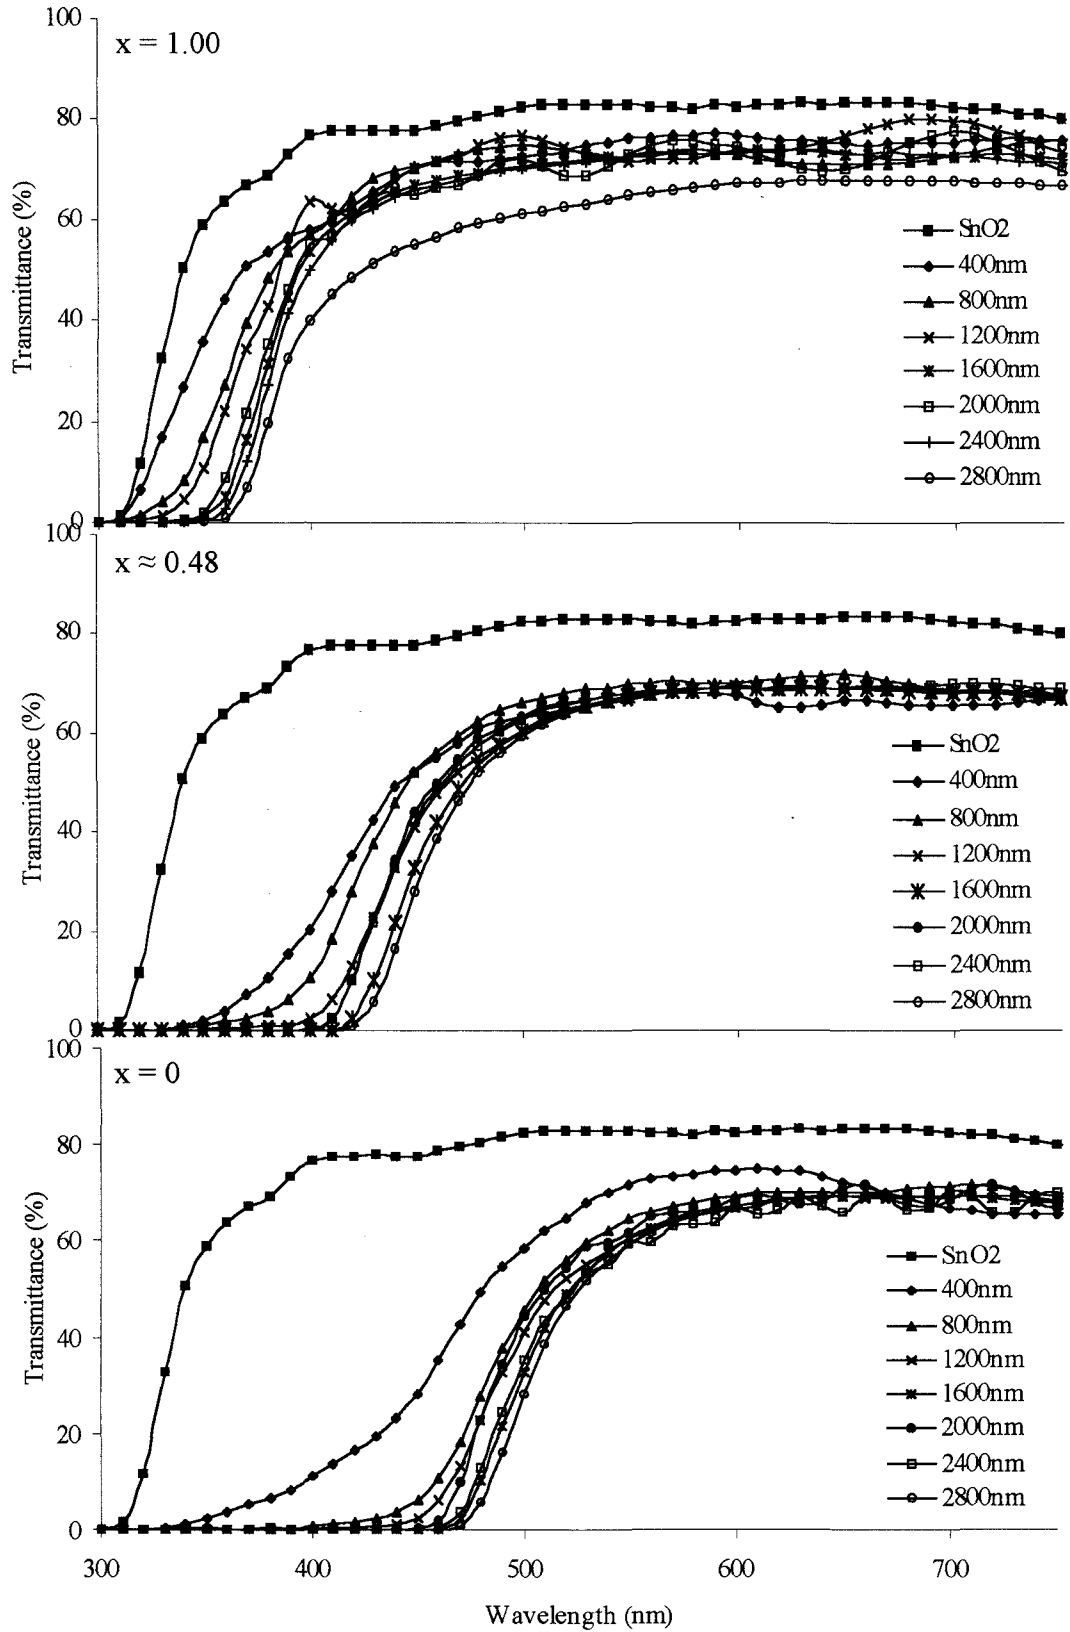 100
x = 1.00
80
60
40
20
0
Transmittance (%)
SnO2
400nm
800nm
1200nm
1600nm
2000nm
2400nm
2800nm
100
x ≈ 0.48
80
60
40
20
0
Transmittance (%)
SnO2
400nm
800nm
1200nm
1600nm
2000nm
2400nm
2800nm
100
x = 0
80
60
40
20
0
Transmittance (%)
SnO2
400nm
800nm
1200nm
1600nm
2000nm
2400nm
2800nm
300 400 500 600 700
Wavelength (nm)